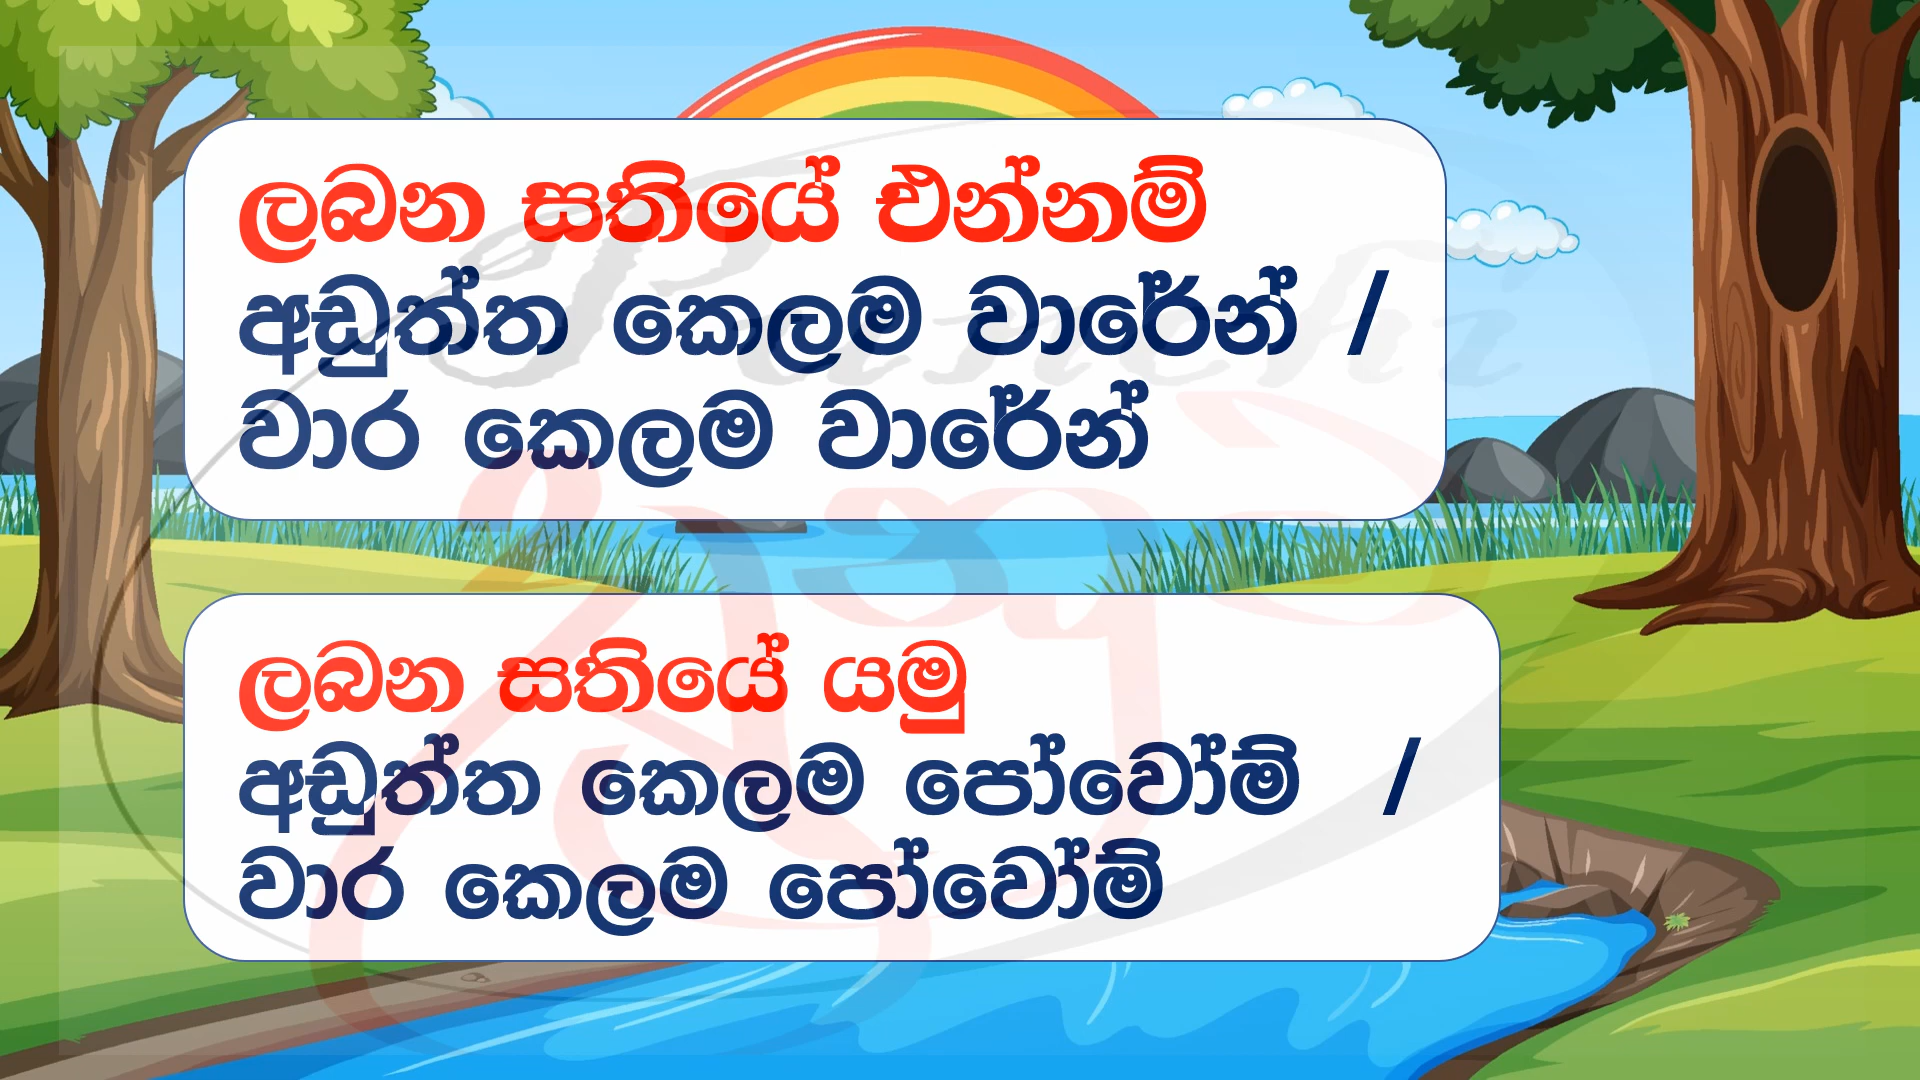 ලබන සතියේ එන්නම්
අඩුත්ත කෙලම වාරේන් /
වාර කෙලම වාරේන්
ලබන සතියේ යමු
අඩුත්ත කෙලම පෝවෝම් /
වාර කෙලම පෝවෝම්